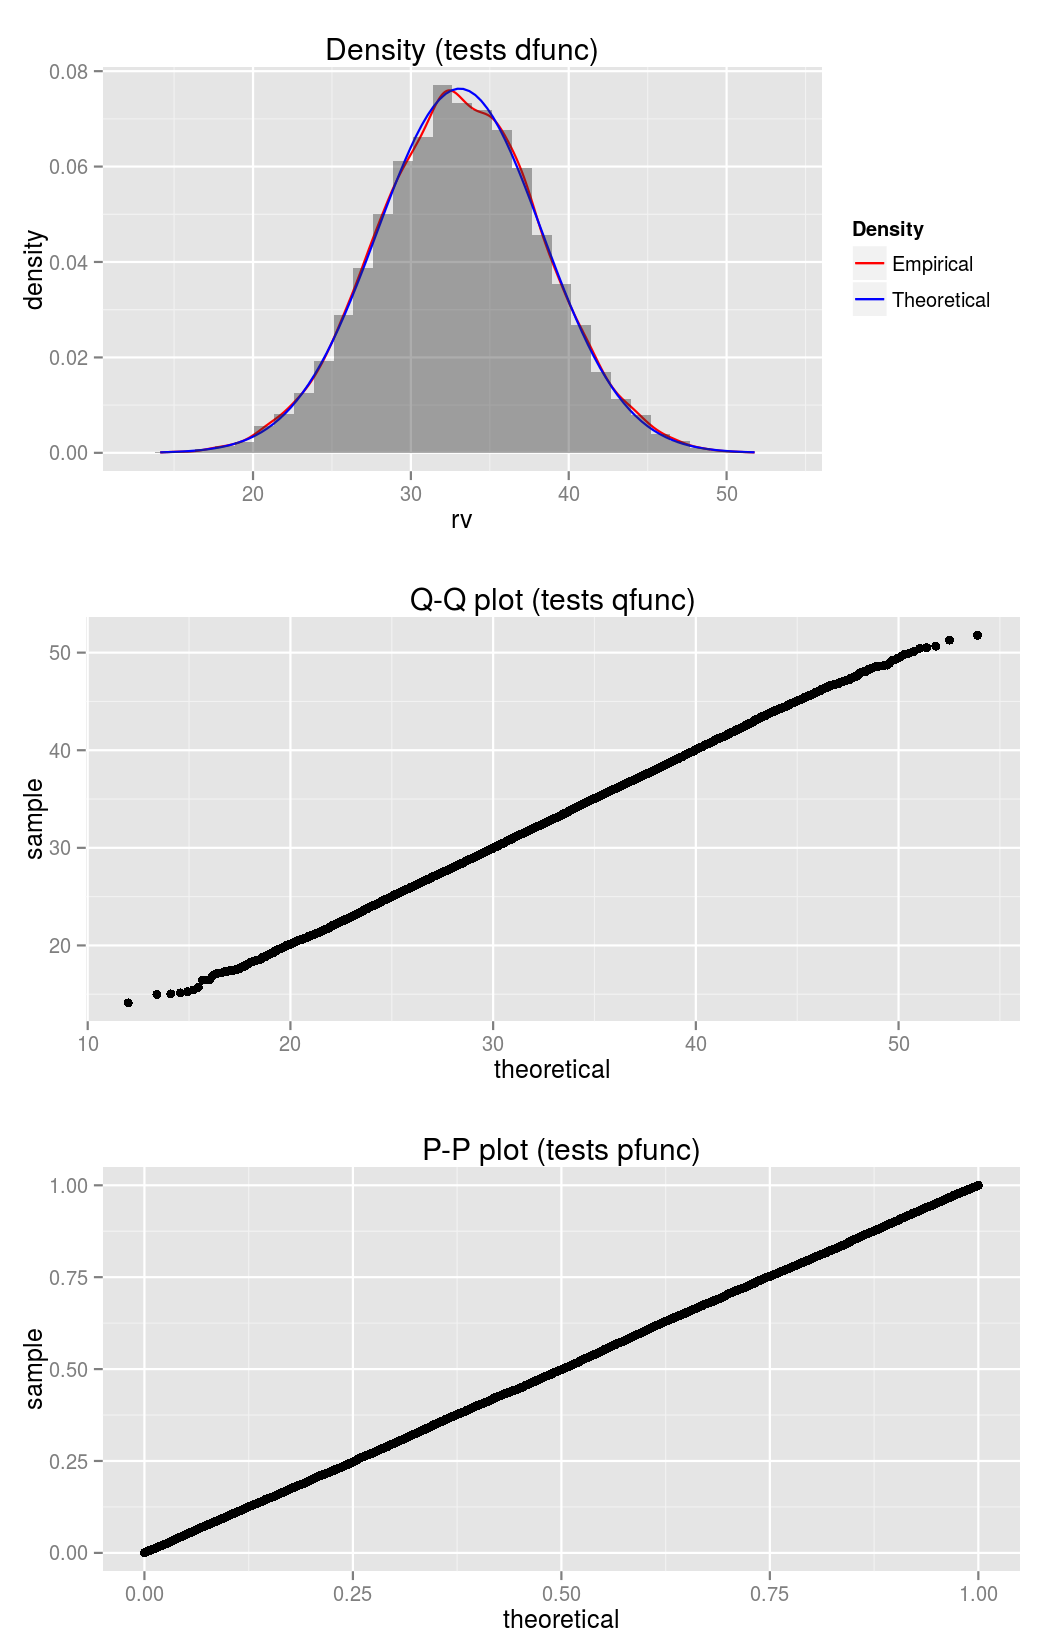 Density (tests dfunc)
0.08
0.06
0.04
0.02
0.00
density
20 30 40 50
rv
Density
Empirical
Theoretical
Q-Q plot (tests qfunc)
50
40
30
20
sample
10 20 30 40 50
theoretical
P-P plot (tests pfunc)
1.00
0.75
0.50
0.25
0.00
sample
0.00 0.25 0.50 0.75 1.00
theoretical